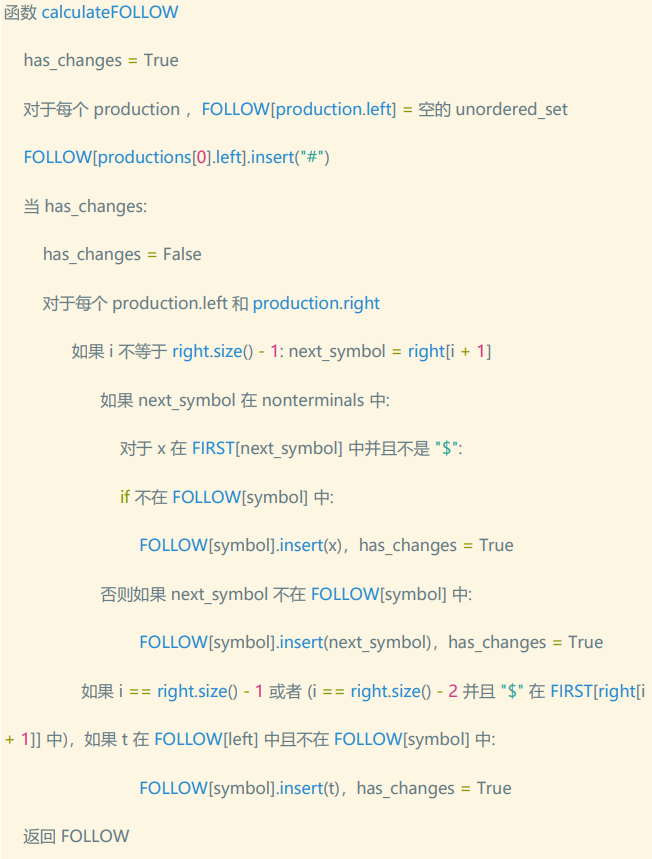 函数 calculateFOLLOW
has_changes = True
对于每个 production ，FOLLOW[production.left] = 空的 unordered_set
FOLLOW[productions[0].left].insert("#")
当 has_changes:
has_changes = False
对于每个 production.left 和 production.right
如果 i 不等于 right.size() - 1: next_symbol = right[i + 1]
如果 next_symbol 在 nonterminals 中:
对于 x 在 FIRST[next_symbol] 中并且不是 "$":
if 不在 FOLLOW[symbol] 中:
FOLLOW[symbol].insert(x)，has_changes = True
否则如果 next_symbol 不在 FOLLOW[symbol] 中:
FOLLOW[symbol].insert(next_symbol)，has_changes = True
如果 i == right.size() - 1 或者 (i == right.size() - 2 并且 "$" 在 FIRST[right[i
+ 1]] 中)，如果 t 在 FOLLOW[left] 中且不在 FOLLOW[symbol] 中:
FOLLOW[symbol].insert(t)，has_changes = True
返回 FOLLOW